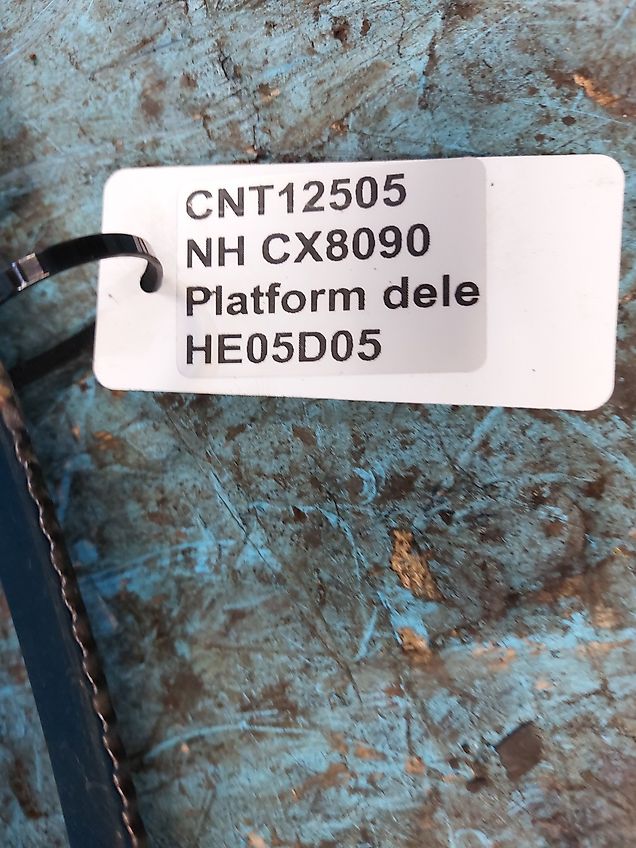 CNT12505
NH CX8090
Platform dele
HE05D05